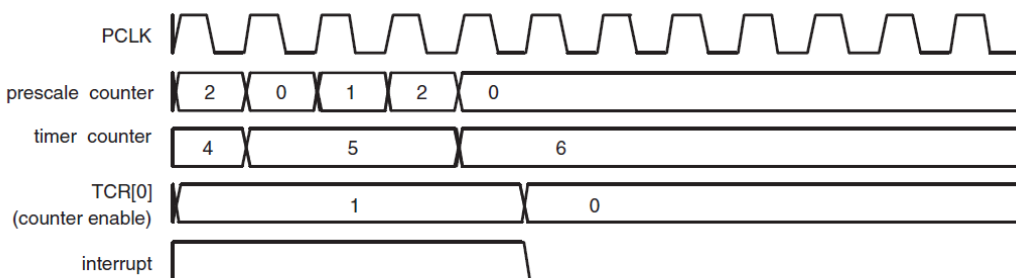 PCLK
prescale counter 2 0 1 2 0
timer counter 4 5 6
TCR[0]
(counter enable) 1 0
interrupt